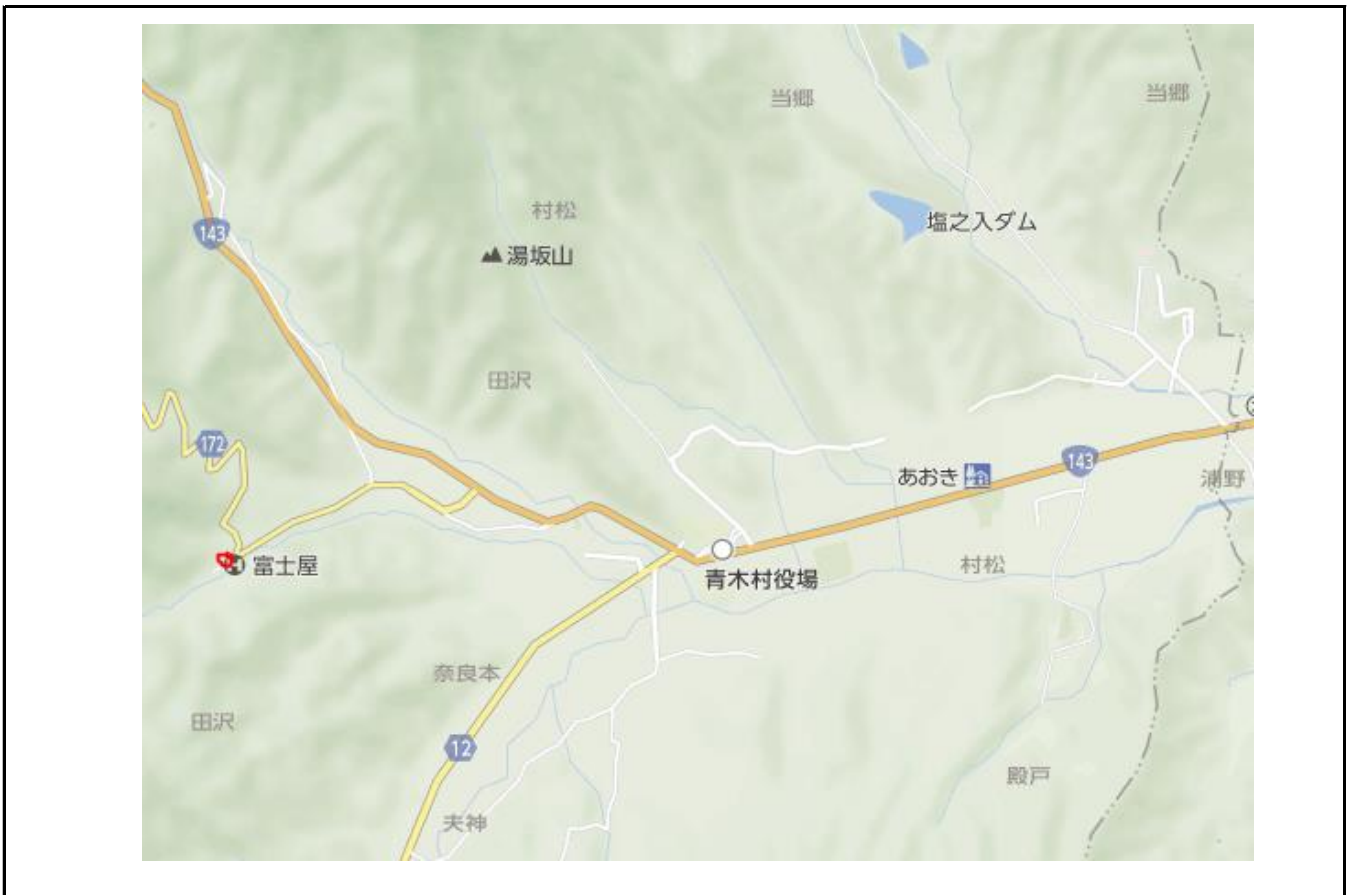 当郷
当郷
村松
143
塩之入ダム
湯坂山
田沢
172
143
あおき
浦野
富士屋
青木村役場
村松
奈良本
田沢
12
殿戸
夫神